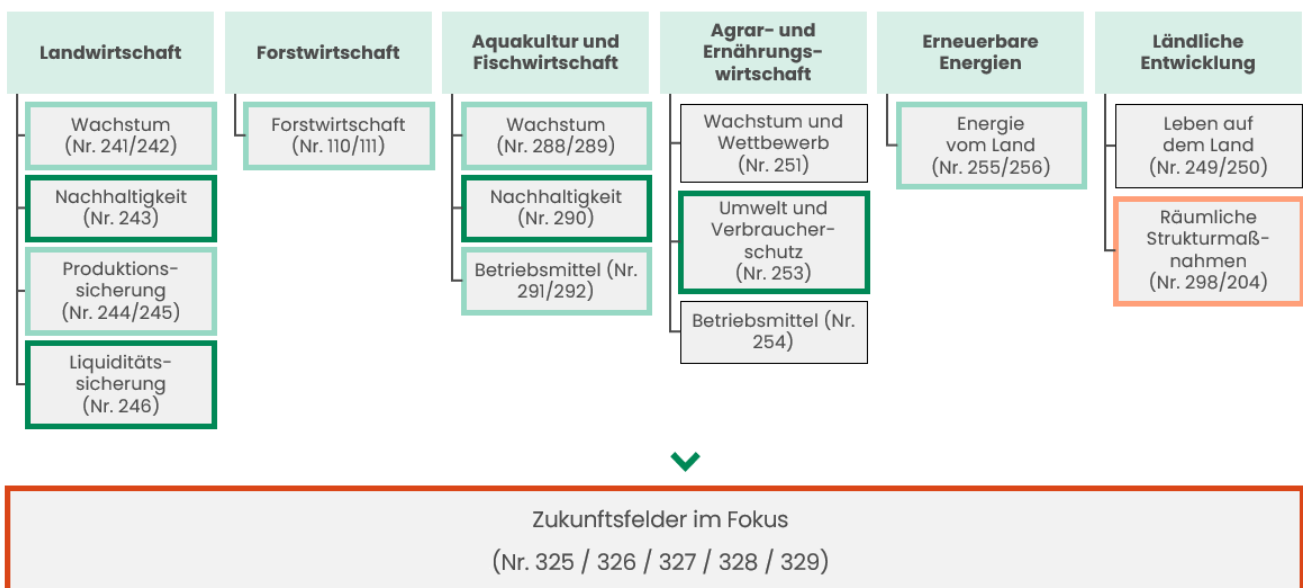 Landwirtschaft
Wachstum
(Nr. 241/242)
Nachhaltigkeit
(Nr. 243)
Produktions-
sicherung
(Nr. 244/245)
Liquiditäts-
sicherung
(Nr. 246)
Forstwirtschaft
Forstwirtschaft
(Nr. 110/111)
Aquakultur und
Fischwirtschaft
Wachstum
(Nr. 288/289)
Nachhaltigkeit
(Nr. 290)
Betriebsmittel (Nr.
291/292)
Agrar- und
Ernährungs-
wirtschaft
Wachstum und
Wettbewerb
(Nr. 251)
Umwelt und
Verbraucher-
schutz
(Nr. 253)
Betriebsmittel (Nr.
254)
Erneuerbare
Energien
Energie
vom Land
(Nr. 255/256)
Ländliche
Entwicklung
Leben auf
dem Land
(Nr. 249/250)
Räumliche
Strukturmaß-
nahmen
(Nr. 298/204)
Zukunftsfelder im Fokus
(Nr. 325 / 326 / 327 / 328 / 329)